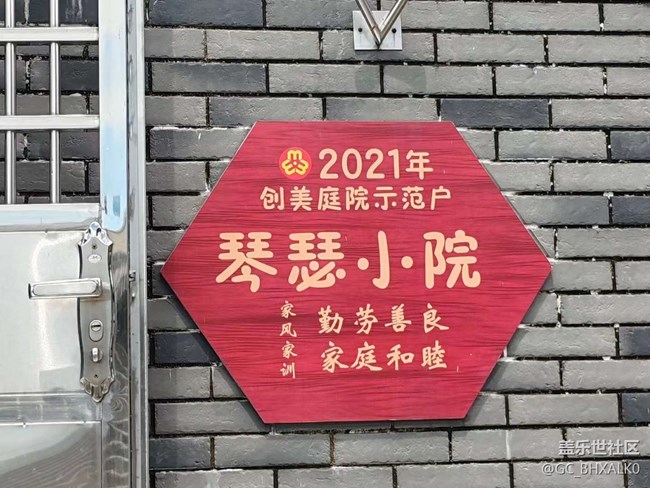 2021年
创美庭院示范户
琴瑟·小·院
家风家训
勤劳善良
家庭和睦
盖乐世社区
@GC_BHXALK0